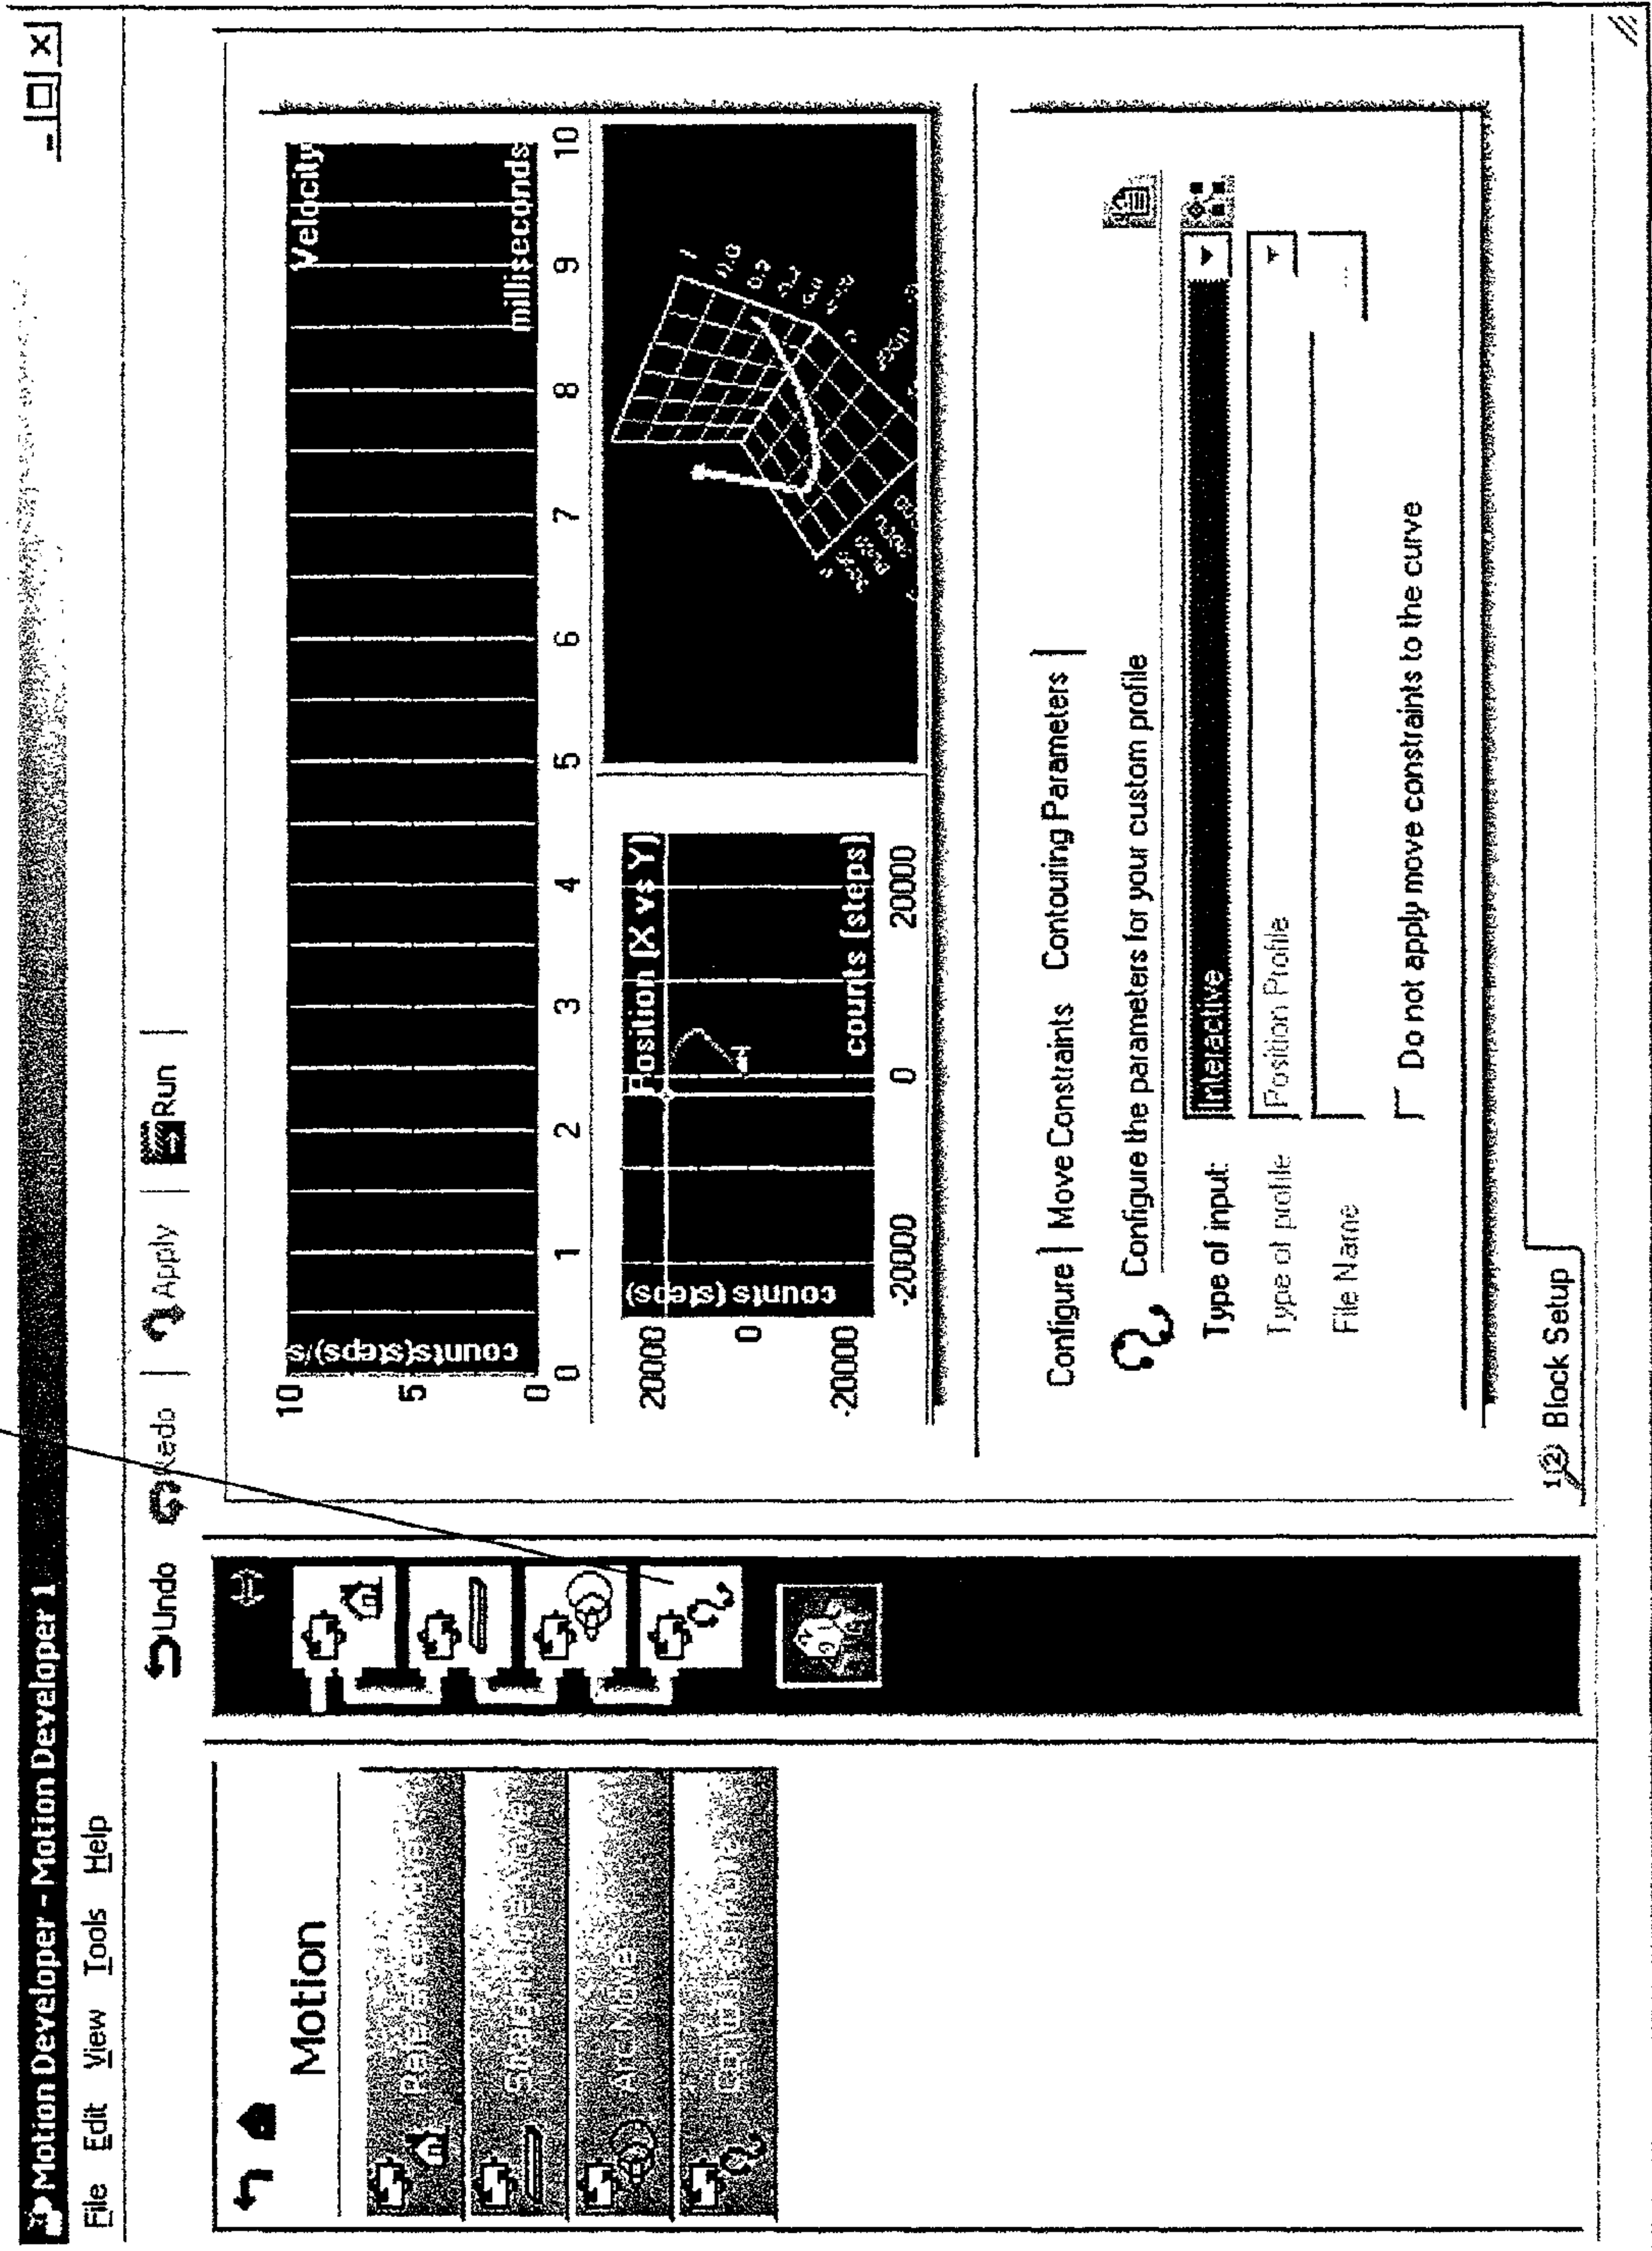 Motion Developer - Motion Developer 1
File Edit View Tools Help
Undo Redo Apply Run
Motion
Arc Move
10
5
0
counts(steps)/s
Velocity
milliseconds
0 1 2 3 4 5 6 7 8 9 10
20000
0
-20000
counts (steps)
Position (X vs Y)
counts (steps)
-20000 0 20000
Configure Move Constraints Contouring Parameters
Configure the parameters for your custom profile
Type of input: Interactive
Type of profile: Position Profile
File Name
...
Do not apply move constraints to the curve
Block Setup